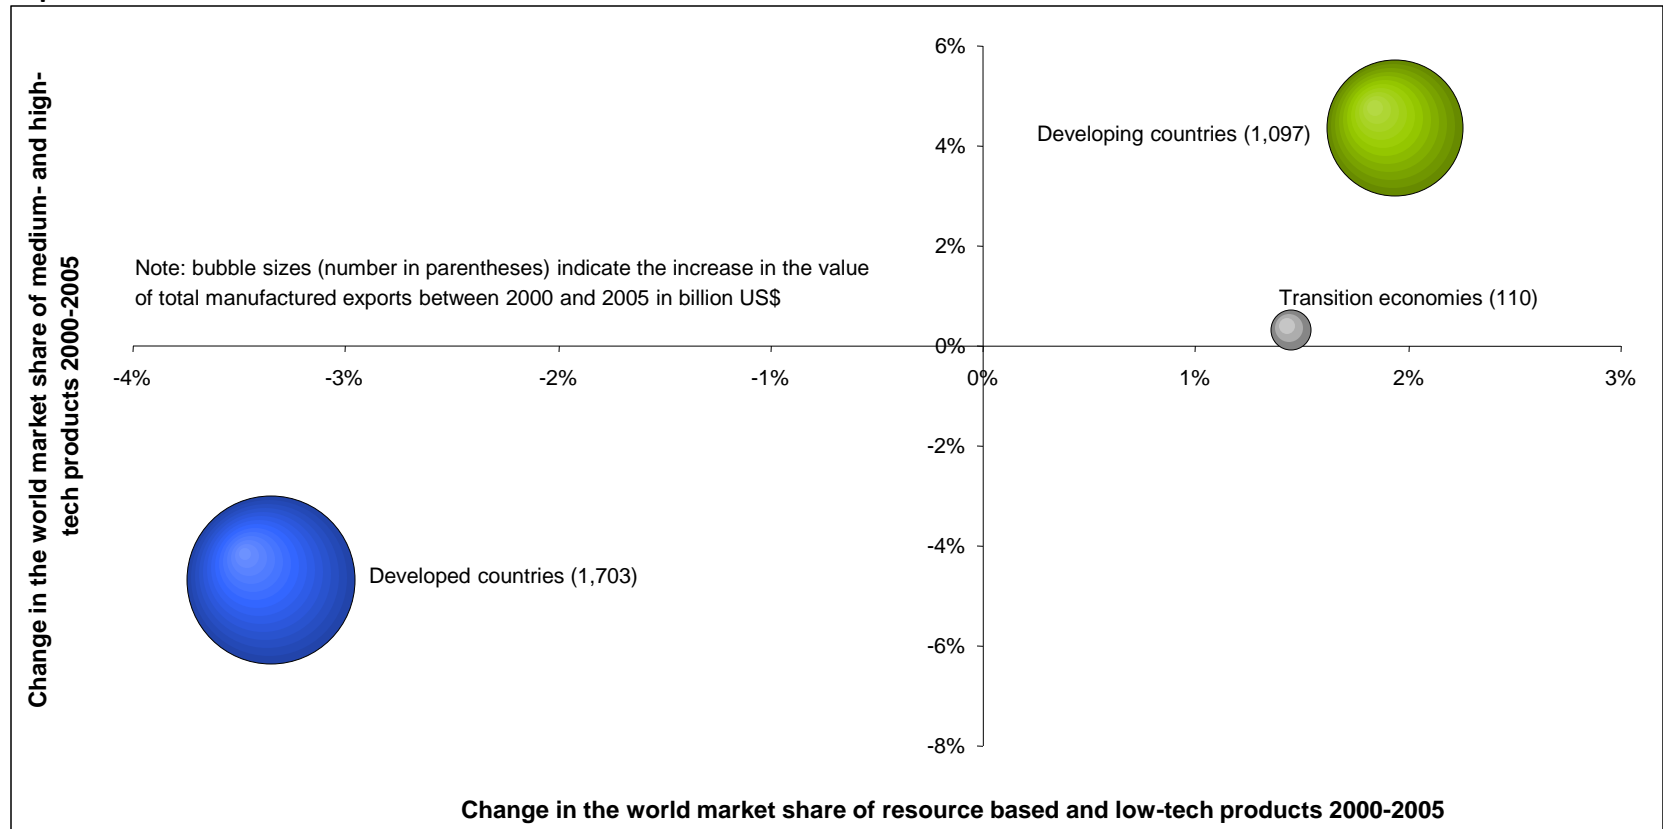 Change in the world market share of medium- and high-
tech products 2000-2005
6%
Developing countries (1,097)
4%
2%
Note: bubble sizes (number in parentheses) indicate the increase in the value
of total manufactured exports between 2000 and 2005 in billion US$
Transition economies (110)
0%
-4%
-3%
-2%
-1%
0%
1%
2%
3%
-2%
-4%
Developed countries (1,703)
-6%
-8%
Change in the world market share of resource based and low-tech products 2000-2005